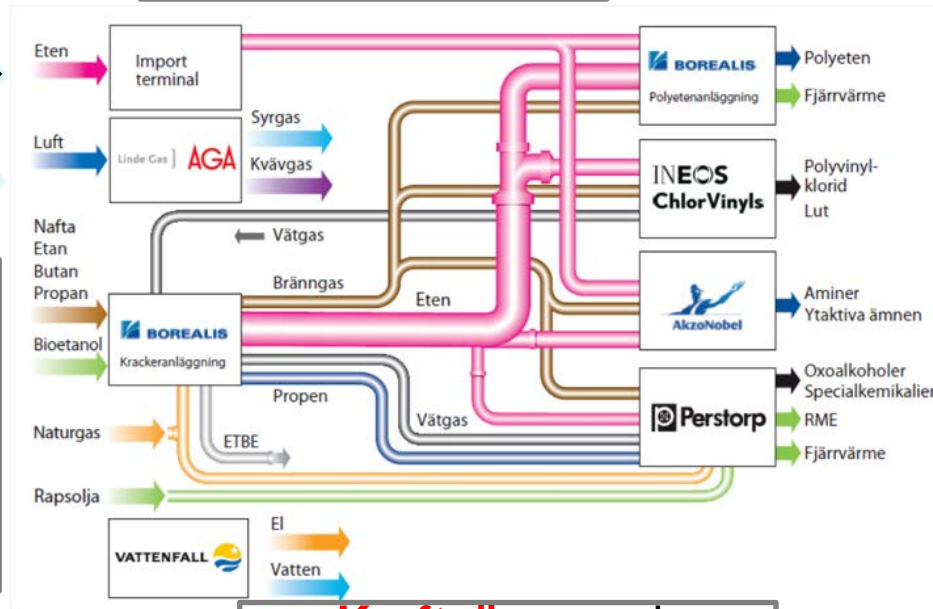 Eten
Import
terminal
BOREALIS
Polyetenanläggning
Polyeten
Fjärrvärme
Luft
Linde Gas
AGA
Syrgas
Kvävgas
INEOS
ChlorVinyls
Polyvinyl-
klorid
Lut
Vätgas
Nafta
Etan
Butan
Propan
Bränngas
Eten
BOREALIS
Krackeranläggning
Bioetanol
AkzoNobel
Aminer
Ytaktiva ämnen
Propen
Vätgas
Perstorp
Oxoalkoholer
Specialkemikalier
RME
Fjärrvärme
Naturgas
ETBE
Rapsolja
VATTENFALL
El
Vatten